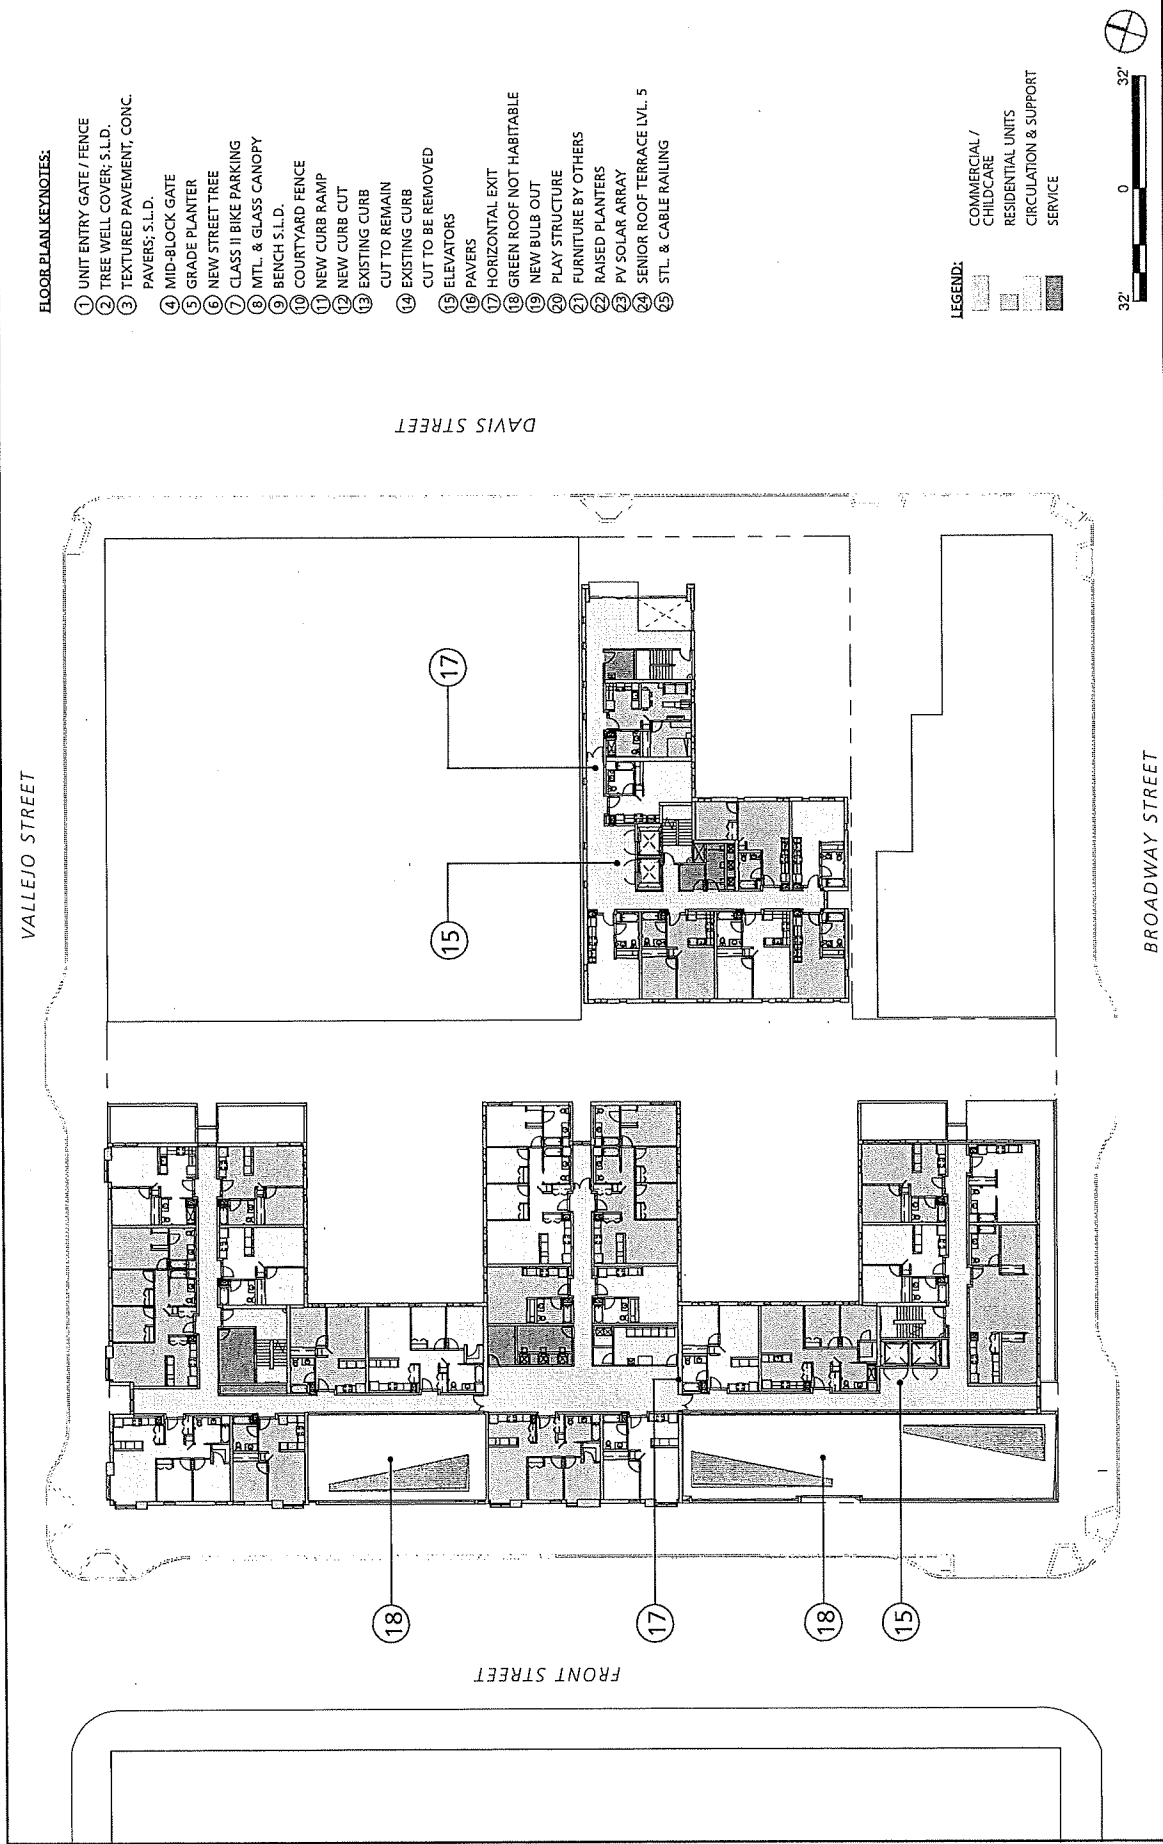 FLOOR PLAN KEYNOTES:
1 UNIT ENTRY GATE / FENCE
2 TREE WELL COVER; S.L.D.
3 TEXTURED PAVEMENT, CONC.
PAVERS; S.L.D.
4 MID-BLOCK GATE
5 GRADE PLANTER
6 NEW STREET TREE
7 CLASS II BIKE PARKING
8 MTL. & GLASS CANOPY
9 BENCH S.L.D.
10 COURTYARD FENCE
11 NEW CURB RAMP
12 NEW CURB CUT
13 EXISTING CURB
CUT TO REMAIN
14 EXISTING CURB
CUT TO BE REMOVED
15 ELEVATORS
16 PAVERS
17 HORIZONTAL EXIT
18 GREEN ROOF NOT HABITABLE
19 NEW BULB OUT
20 PLAY STRUCTURE
21 FURNITURE BY OTHERS
22 RAISED PLANTERS
23 PV SOLAR ARRAY
24 SENIOR ROOF TERRACE LVL. 5
25 STL. & CABLE RAILING
LEGEND:
COMMERCIAL /
CHILDCARE
RESIDENTIAL UNITS
CIRCULATION & SUPPORT
SERVICE
32' 0 32'
VALLEJO STREET
DAVIS STREET
BROADWAY STREET
FRONT STREET
17
15
18
17
18
15